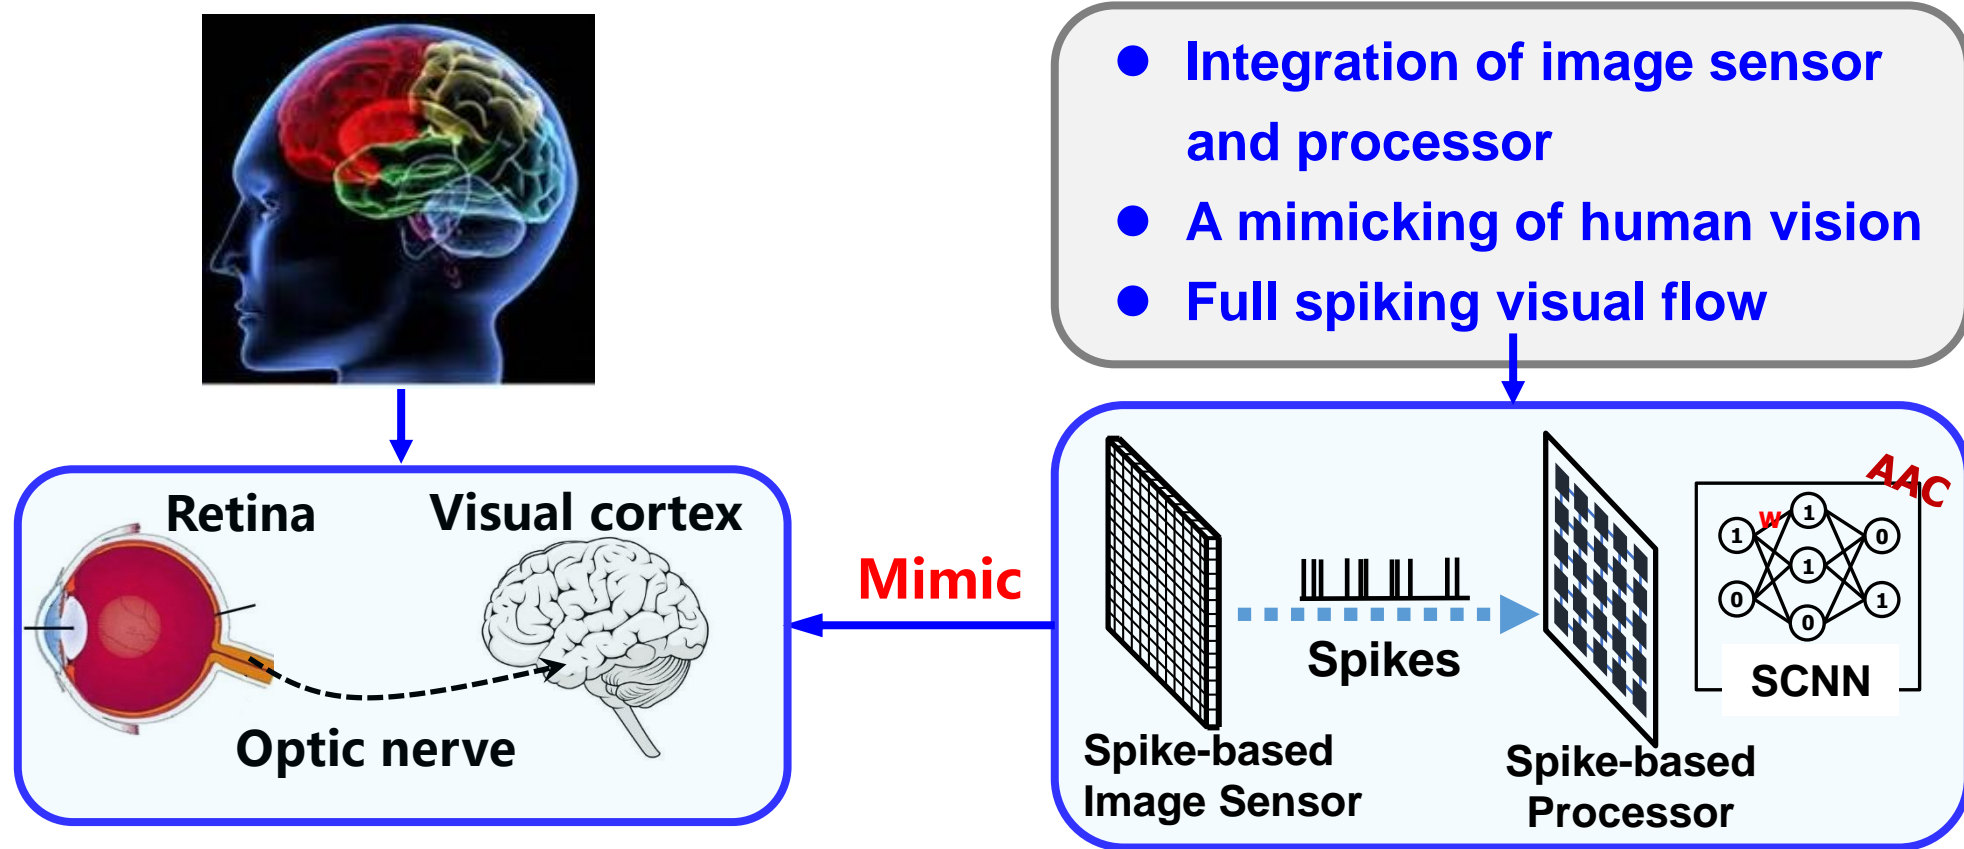 ● Integration of image sensor
and processor
● A mimicking of human vision
● Full spiking visual flow
Retina
Visual cortex
Optic nerve
Mimic
Spikes
Spike-based
Image Sensor
Spike-based
Processor
AAC
w
1
1
0
1
0
0
1
SCNN